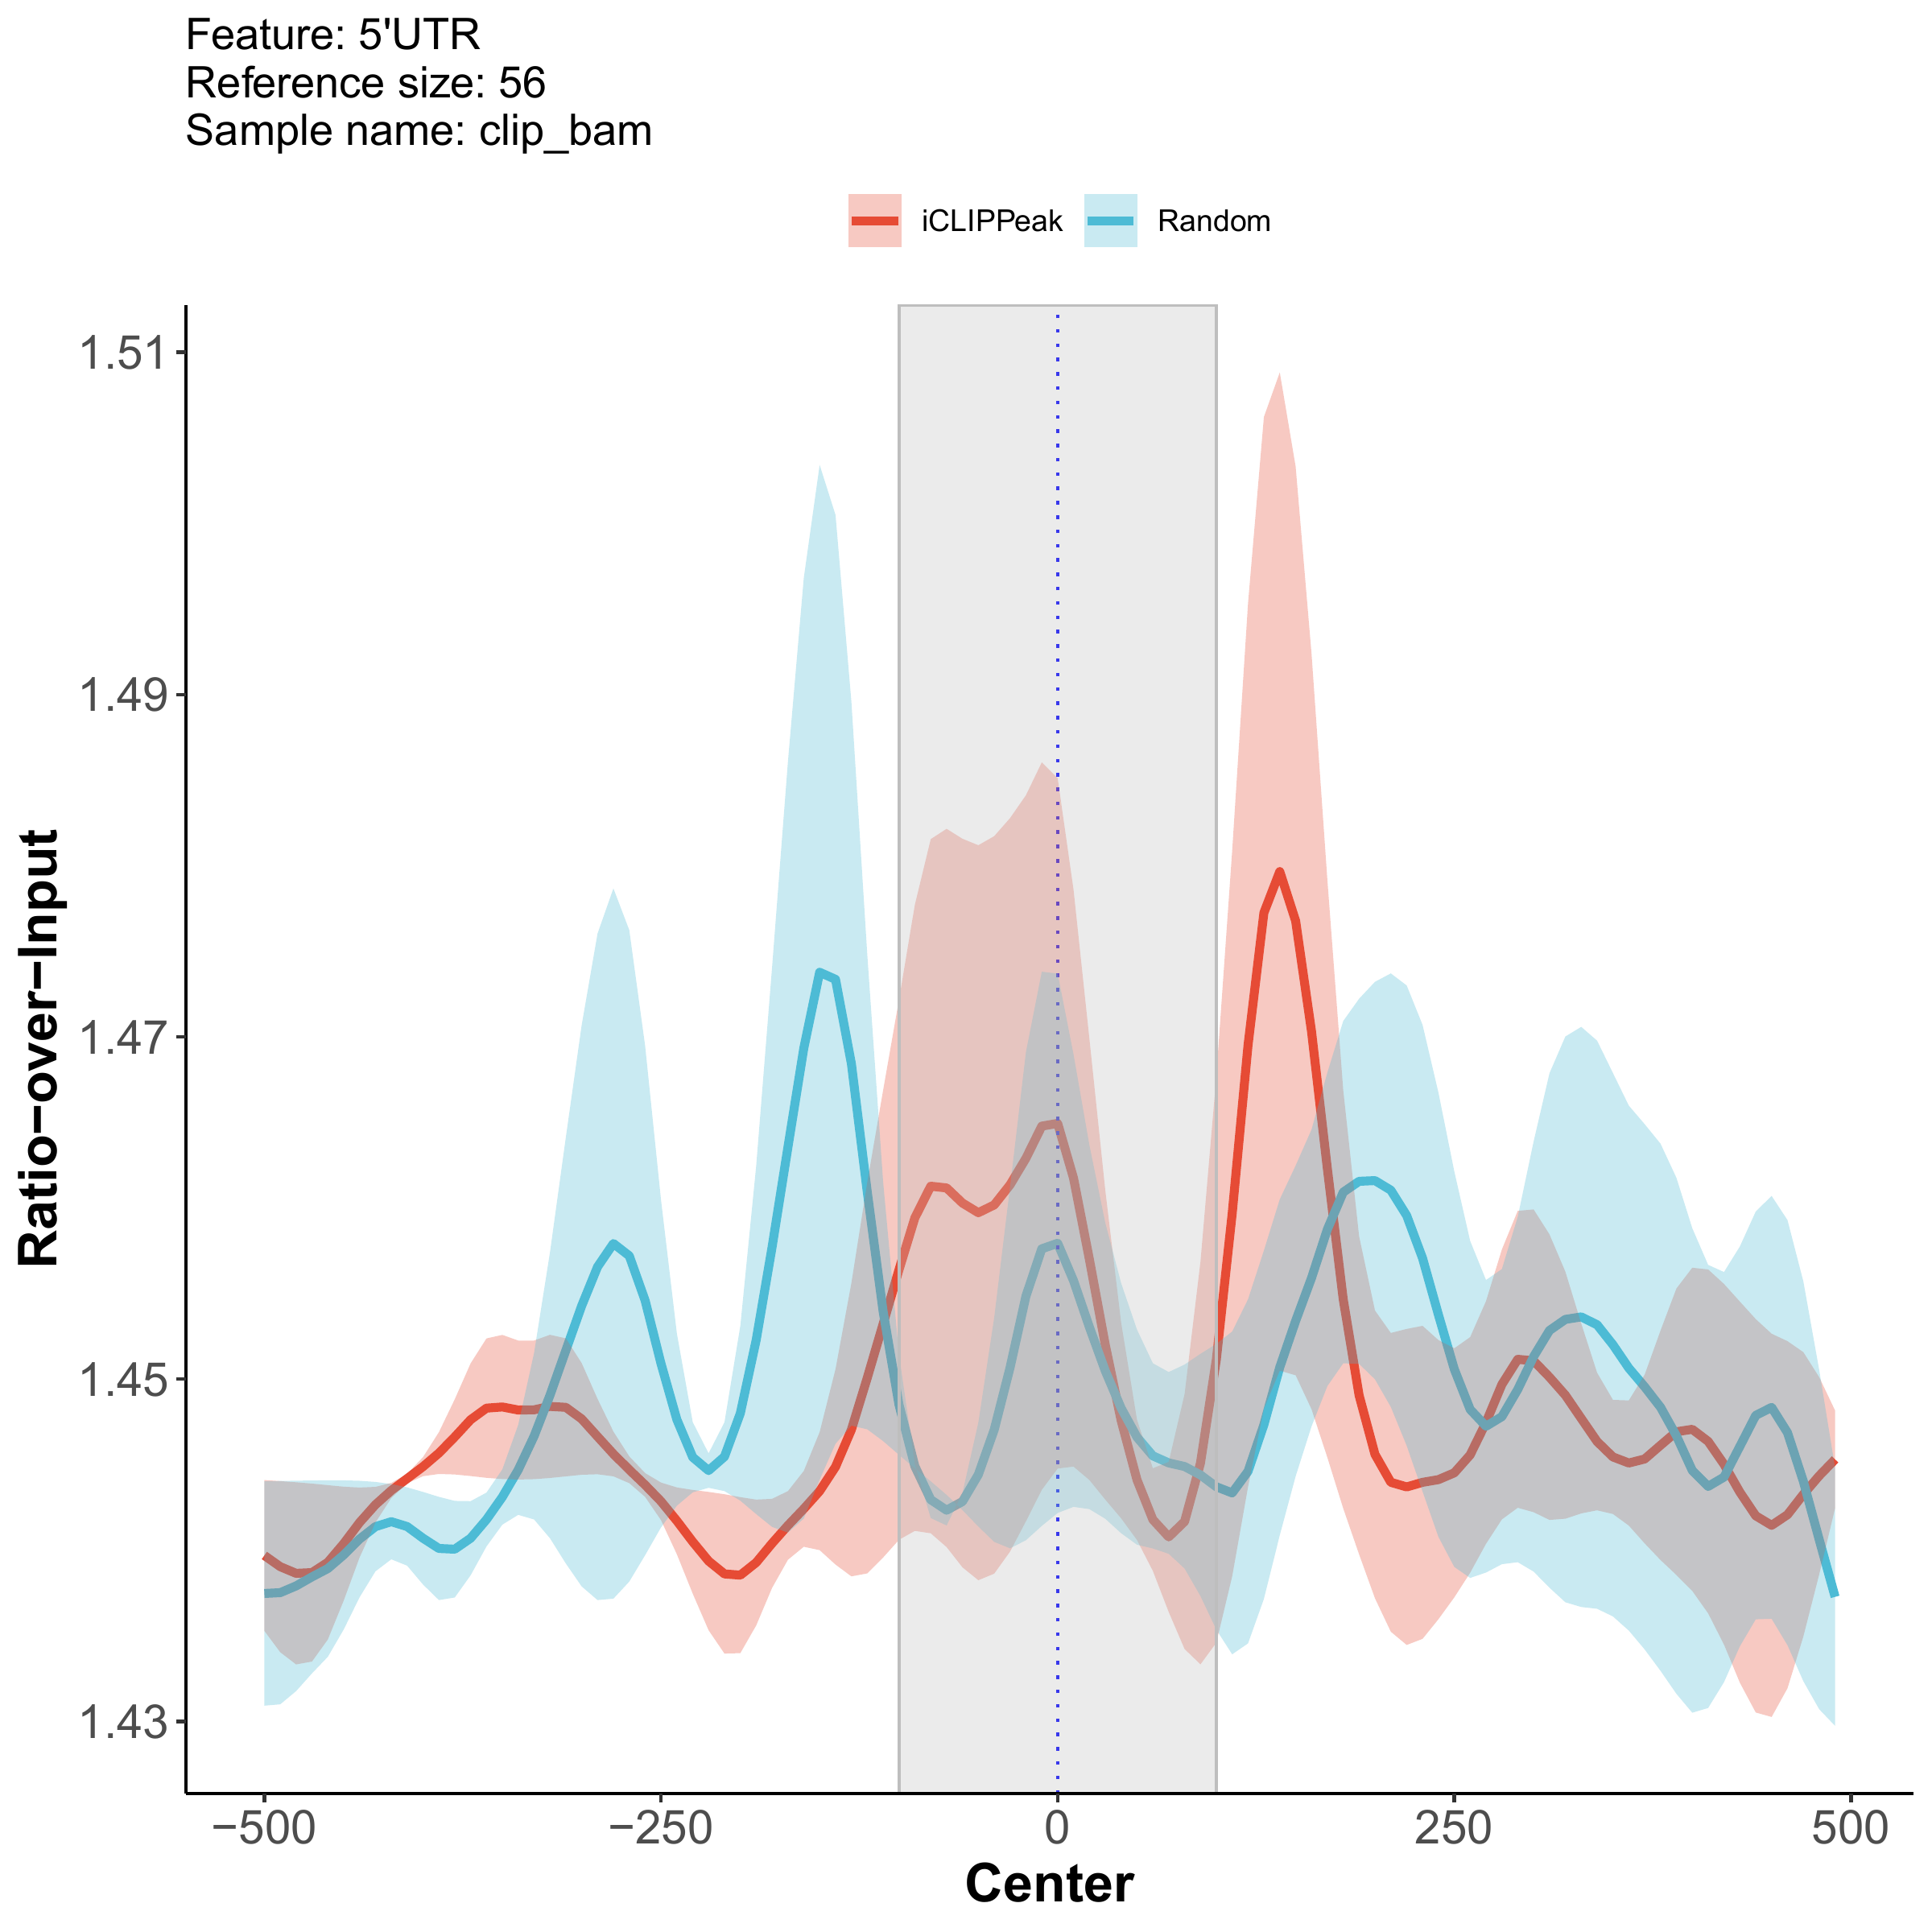 Feature: 5'UTR
Reference size: 56
Sample name: clip_bam
iCLIPPeak Random
1.51
1.49
1.47
1.45
1.43
Ratio−over−Input
−500 −250 0 250 500
Center